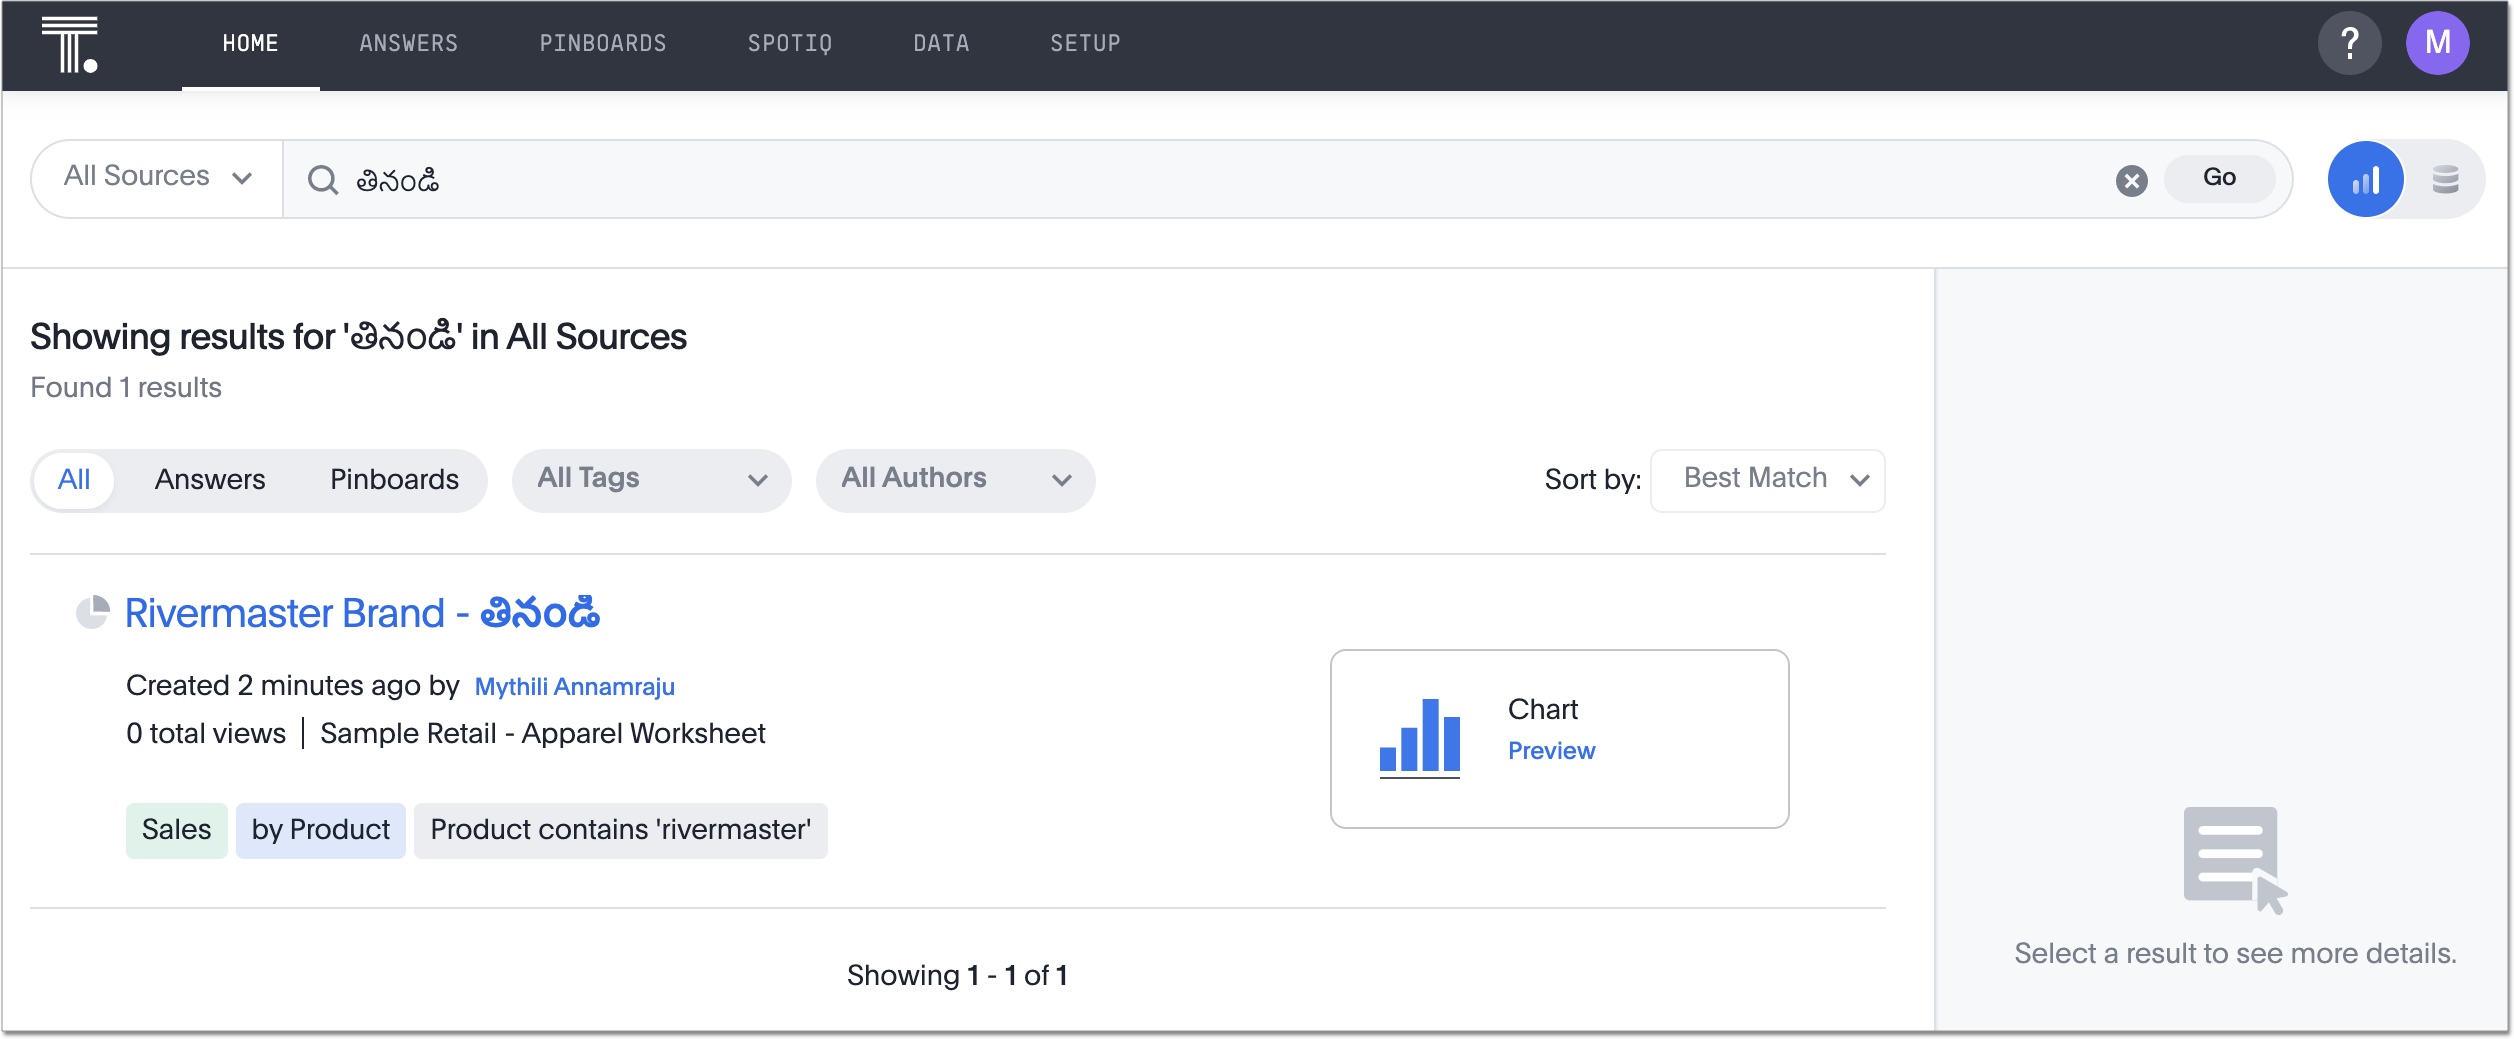 HOME ANSWERS PINBOARDS SPOTIQ DATA SETUP ? M
All Sources తినండి Go
Showing results for 'తినండి' in All Sources
Found 1 results
All Answers Pinboards All Tags All Authors Sort by: Best Match
Rivermaster Brand - తినండి
Created 2 minutes ago by Mythili Annamraju
0 total views | Sample Retail - Apparel Worksheet
Chart
Preview
Sales by Product Product contains 'rivermaster'
Select a result to see more details.
Showing 1 - 1 of 1